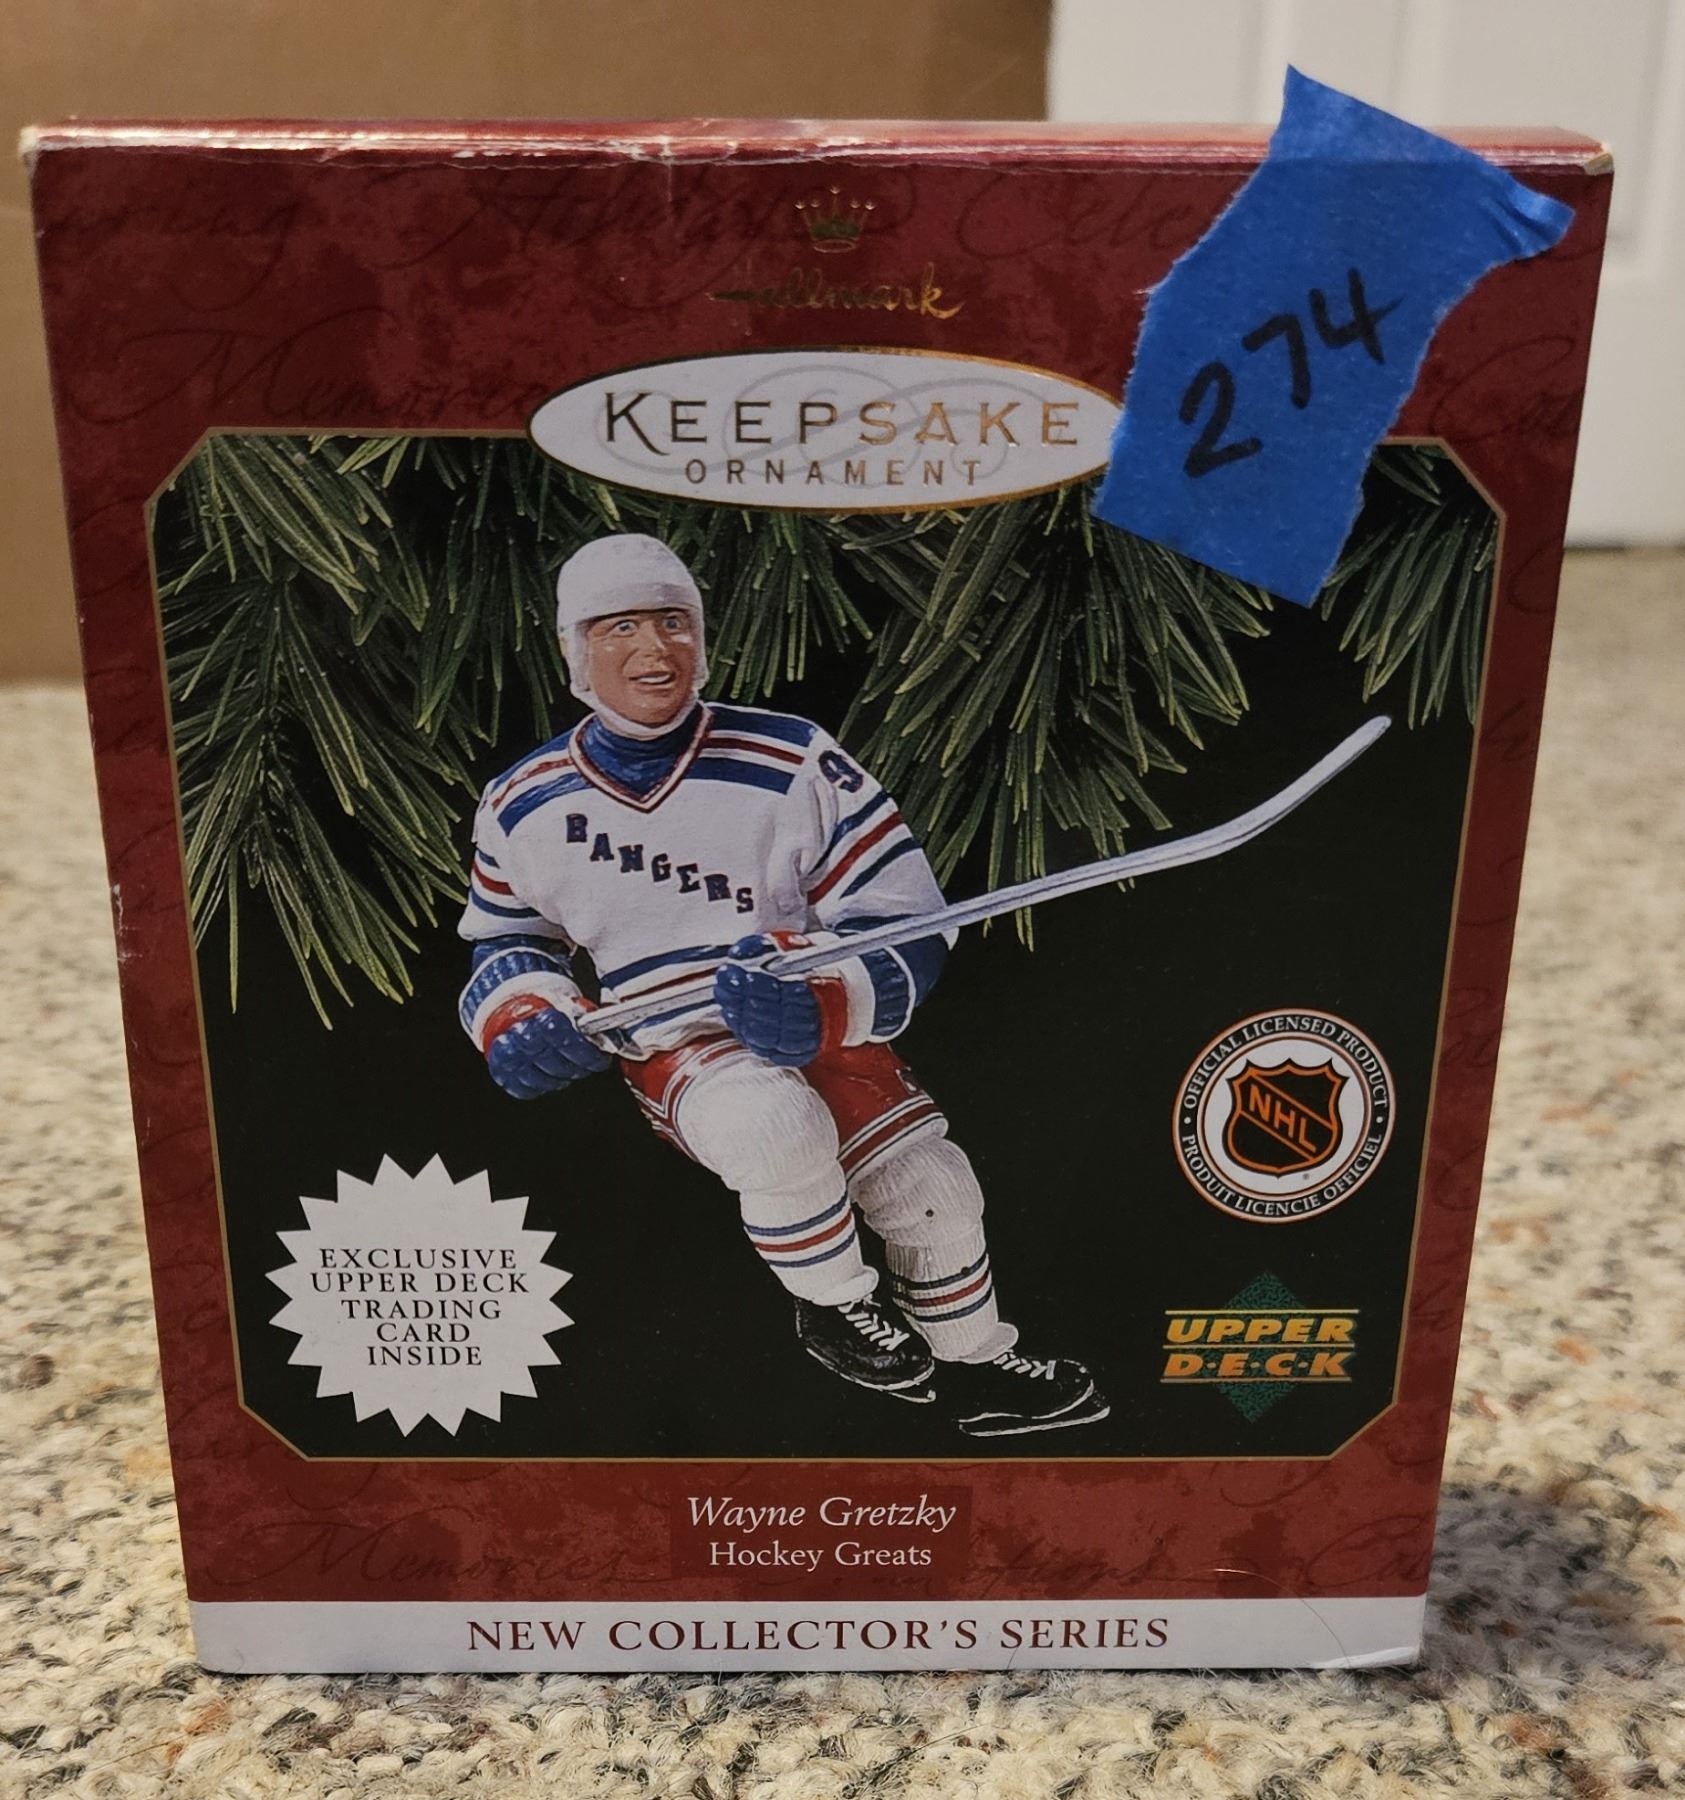 Hallmark
KEEPSAKE
ORNAMENT
274
9
RANGERS
OFFICIAL LICENSED PRODUCT
NHL
PRODUIT LICENCIE OFFICIEL
EXCLUSIVE
UPPER DECK
TRADING
CARD
INSIDE
UPPER
D·E·C·K
Wayne Gretzky
Hockey Greats
NEW COLLECTOR'S SERIES